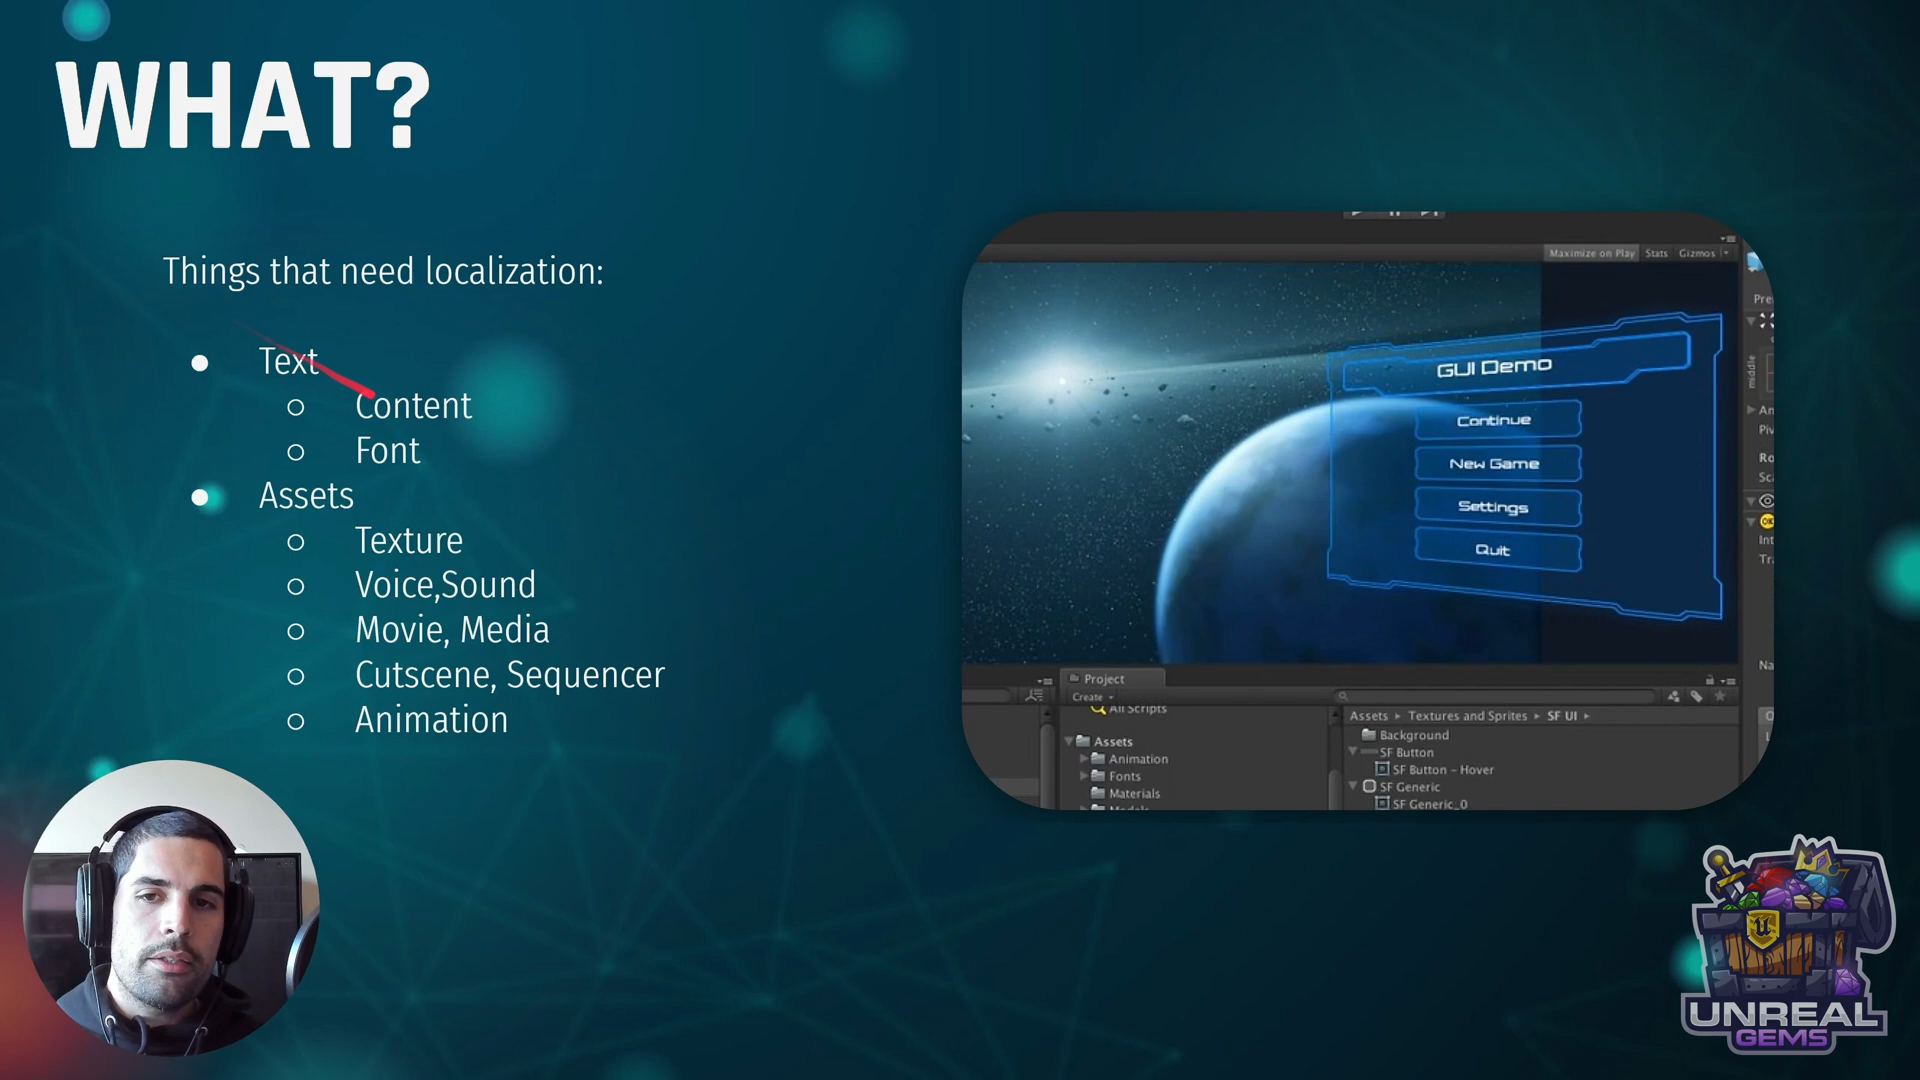 WHAT?
Things that need localization:
Text
Content
Font
Assets
Texture
Voice,Sound
Movie, Media
Cutscene, Sequencer
Animation
Maximize on Play Stats Gizmos
GUI Demo
Continue
New Game
Settings
Quit
middle
Project
Create
All Scripts
Assets
Animation
Fonts
Materials
Assets Textures and Sprites SF UI
Background
SF Button
SF Button - Hover
SF Generic
SF Generic_0
UNREAL
GEMS